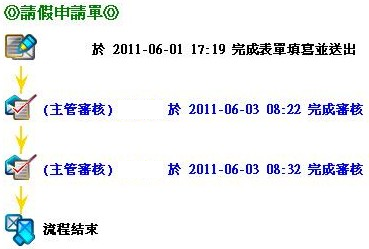 ◎請假申請單◎
於 2011-06-01 17:19 完成表單填寫並送出
(主管審核) 於 2011-06-03 08:22 完成審核
(主管審核) 於 2011-06-03 08:32 完成審核
流程結束